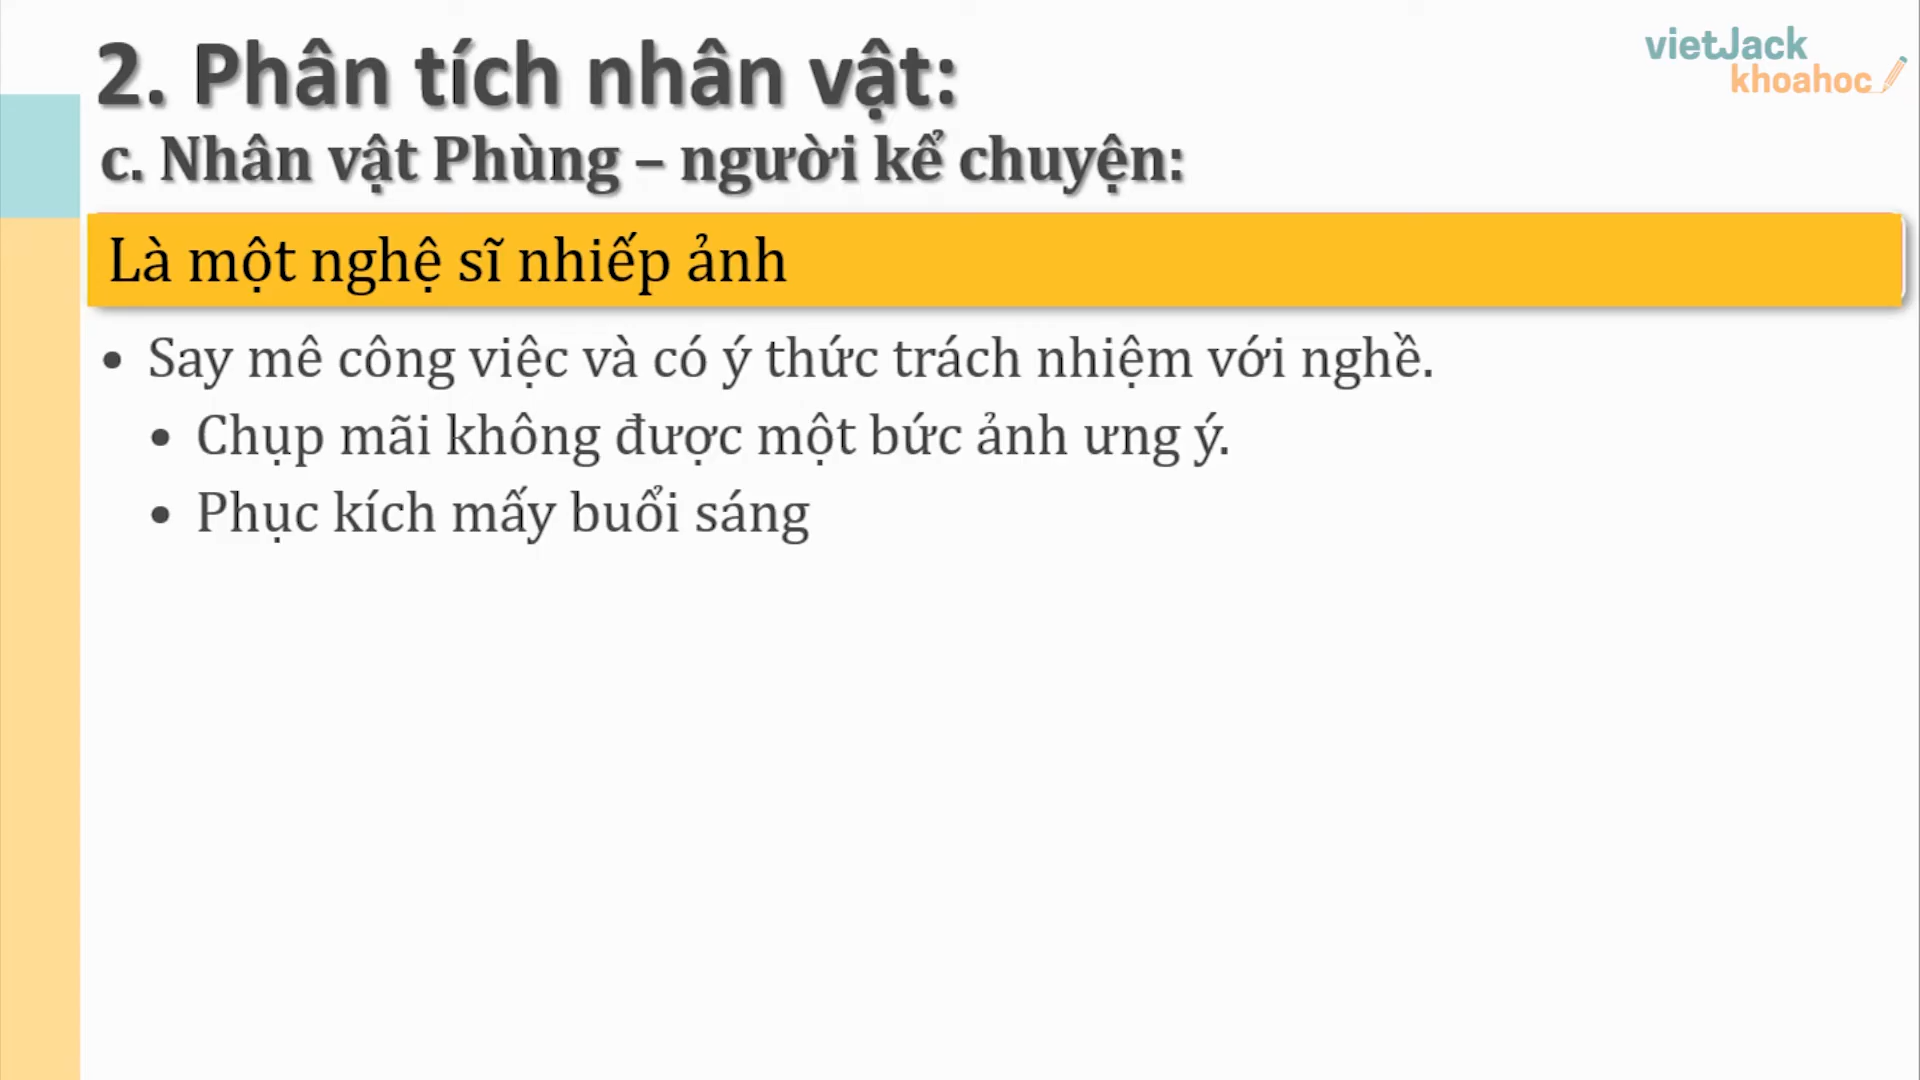 2. Phân tích nhân vật:
vietJack
khoahoc
c. Nhân vật Phùng – người kể chuyện:
Là một nghệ sĩ nhiếp ảnh
• Say mê công việc và có ý thức trách nhiệm với nghề.
• Chụp mãi không được một bức ảnh ưng ý.
• Phục kích mấy buổi sáng